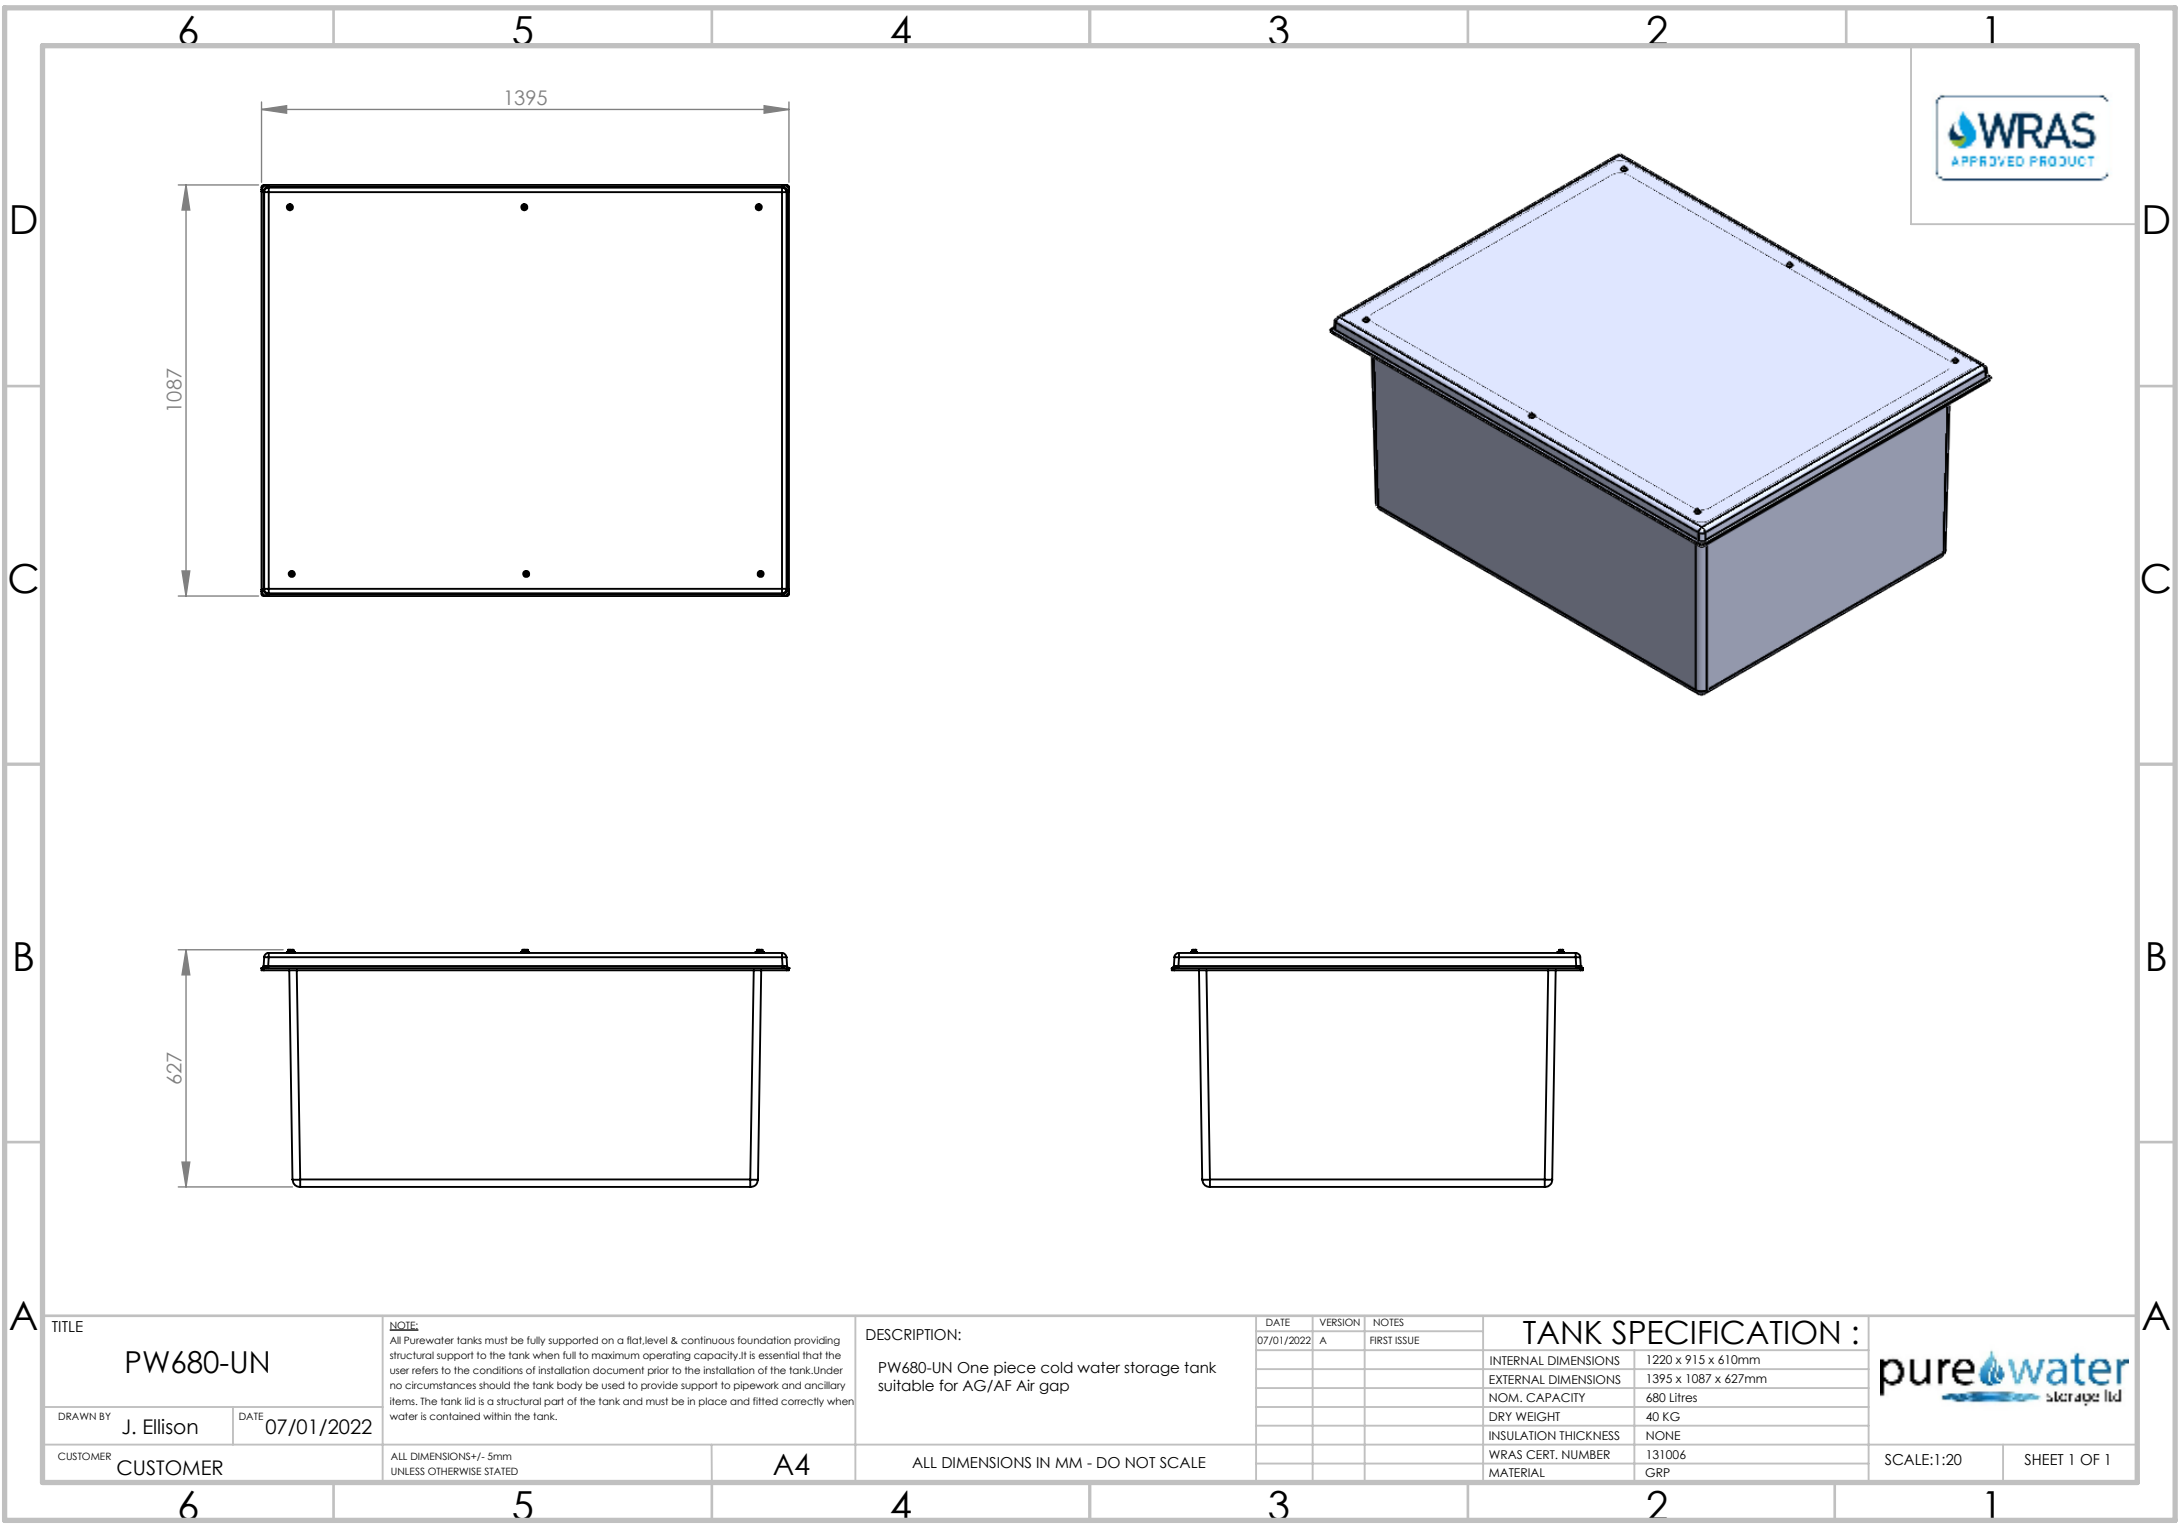 6 5 4 3 2 1
WRAS
APPROVED PRODUCT
1395
D D
1087
C C
B B
627
A A
TITLE
PW680-UN
DRAWN BY J. Ellison
DATE 07/01/2022
CUSTOMER CUSTOMER
NOTE:
All Purewater tanks must be fully supported on a flat,level & continuous foundation providing
structural support to the tank when full to maximum operating capacity.It is essential that the
user refers to the conditions of installation document prior to the installation of the tank.Under
no circumstances should the tank body be used to provide support to pipework and ancillary
items. The tank lid is a structural part of the tank and must be in place and fitted correctly when
water is contained within the tank.
ALL DIMENSIONS+/- 5mm
UNLESS OTHERWISE STATED
A4
DESCRIPTION:
PW680-UN One piece cold water storage tank
suitable for AG/AF Air gap
ALL DIMENSIONS IN MM - DO NOT SCALE
DATE VERSION NOTES
07/01/2022 A FIRST ISSUE
TANK SPECIFICATION :
INTERNAL DIMENSIONS 1220 x 915 x 610mm
EXTERNAL DIMENSIONS 1395 x 1087 x 627mm
NOM. CAPACITY 680 Litres
DRY WEIGHT 40 KG
INSULATION THICKNESS NONE
WRAS CERT. NUMBER 131006
MATERIAL GRP
pure water
storage ltd
SCALE:1:20
SHEET 1 OF 1
6 5 4 3 2 1